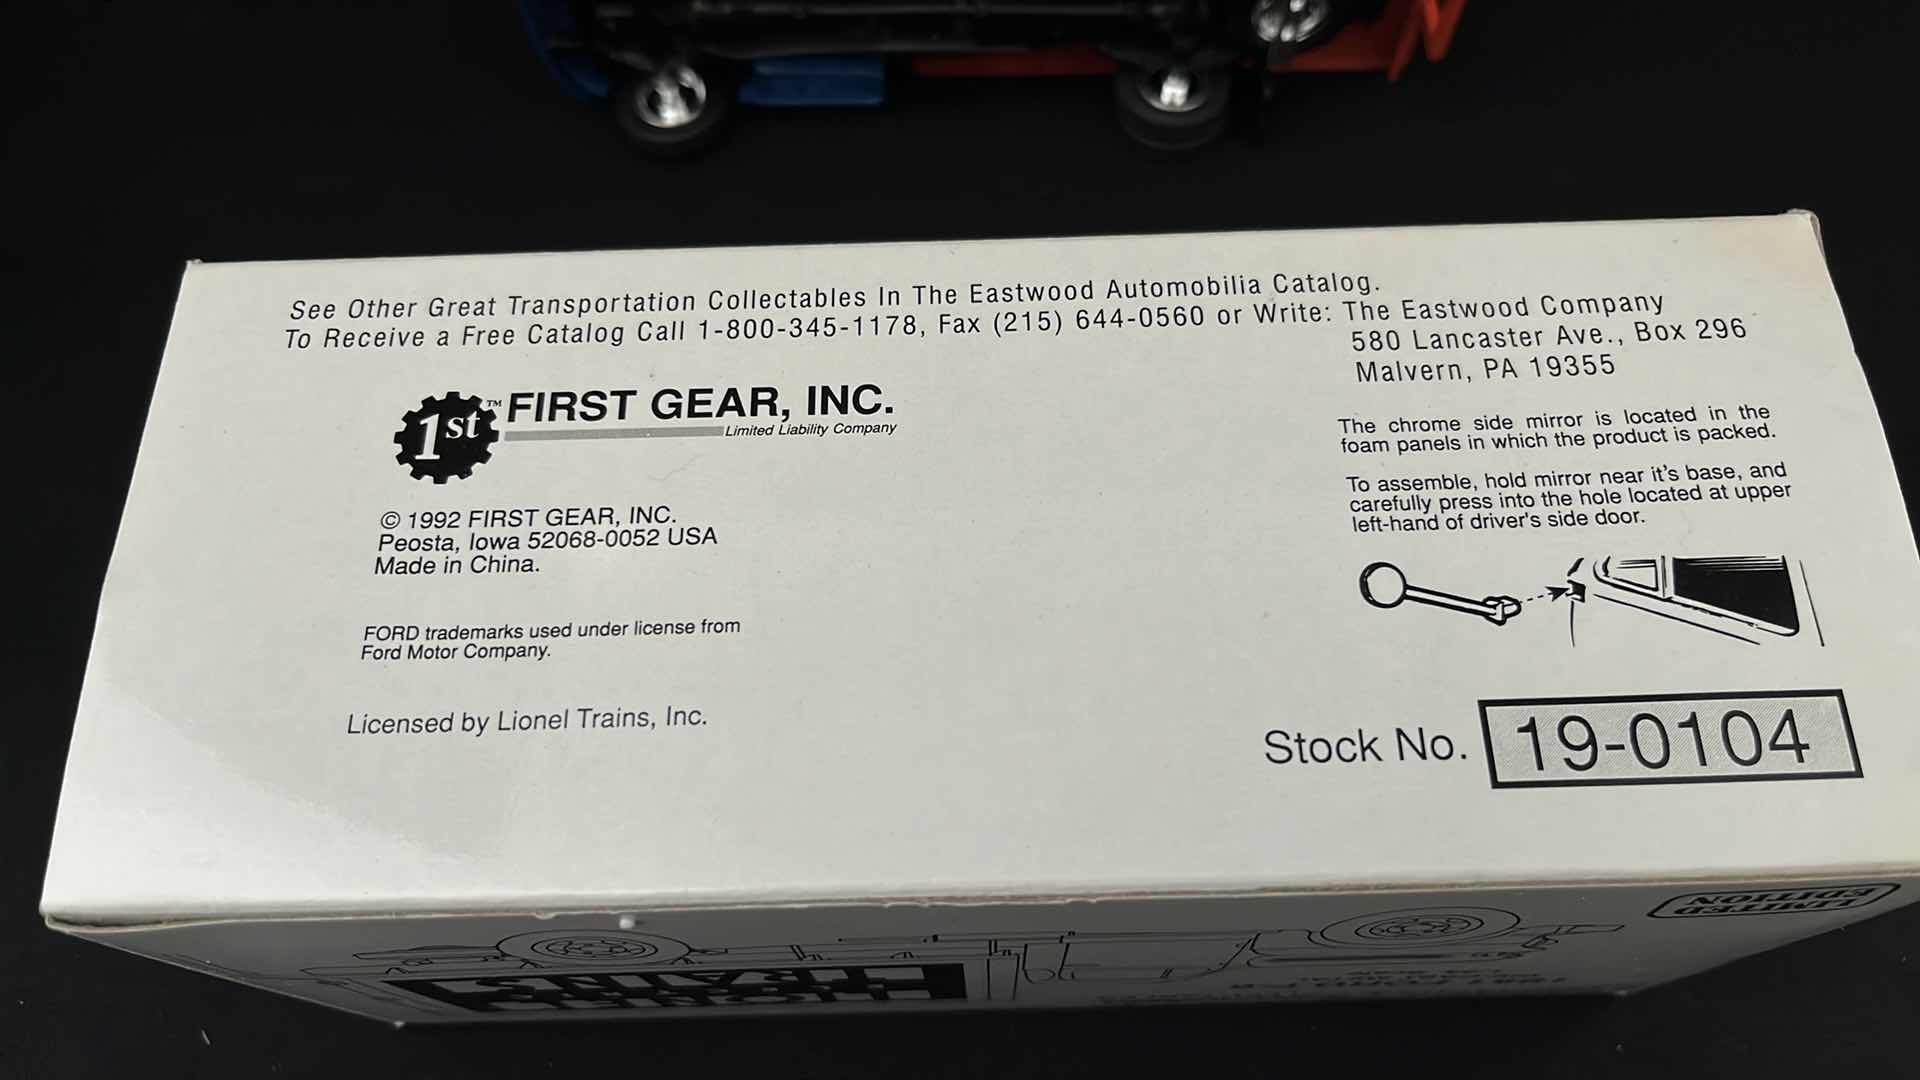 See Other Great Transportation Collectables In The Eastwood Automobilia Catalog.
To Receive a Free Catalog Call 1-800-345-1178, Fax (215) 644-0560 or Write: The Eastwood Company
580 Lancaster Ave., Box 296
Malvern, PA 19355
1st ™ FIRST GEAR, INC.
Limited Liability Company
© 1992 FIRST GEAR, INC.
Peosta, Iowa 52068-0052 USA
Made in China.
FORD trademarks used under license from
Ford Motor Company.
Licensed by Lionel Trains, Inc.
The chrome side mirror is located in the
foam panels in which the product is packed.
To assemble, hold mirror near it's base, and
carefully press into the hole located at upper
left-hand of driver's side door.
Stock No. 19-0104
LIMITED
EDITION
LIONEL
TRAINS